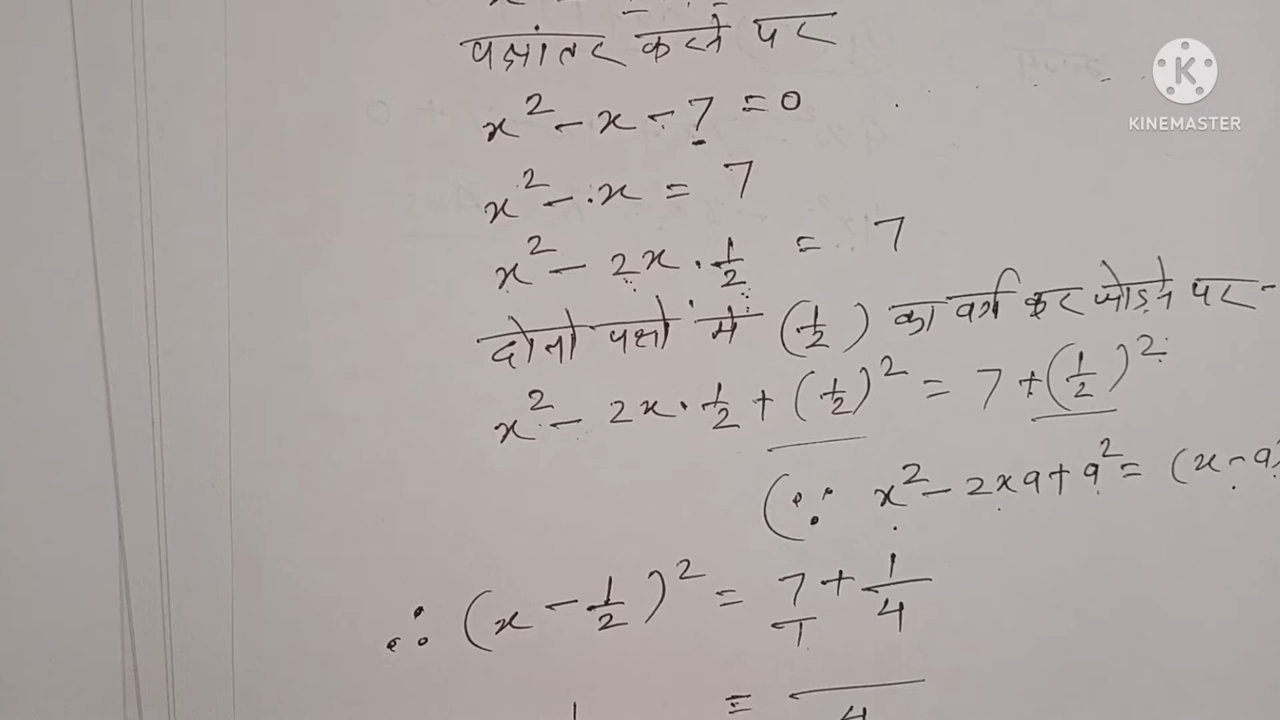 पक्षांतर करने पर
x² - x - 7 = 0
x² - x = 7
x² - 2x · 1/2 = 7
दोनो पक्षो मे (1/2) का वर्ग कर जोड़ने पर -
x² - 2x · 1/2 + (1/2)² = 7 + (1/2)²
(∵ x² - 2xa + a² = (x - a)
∴ (x - 1/2)² = 7/1 + 1/4
= 4
K
KINEMASTER